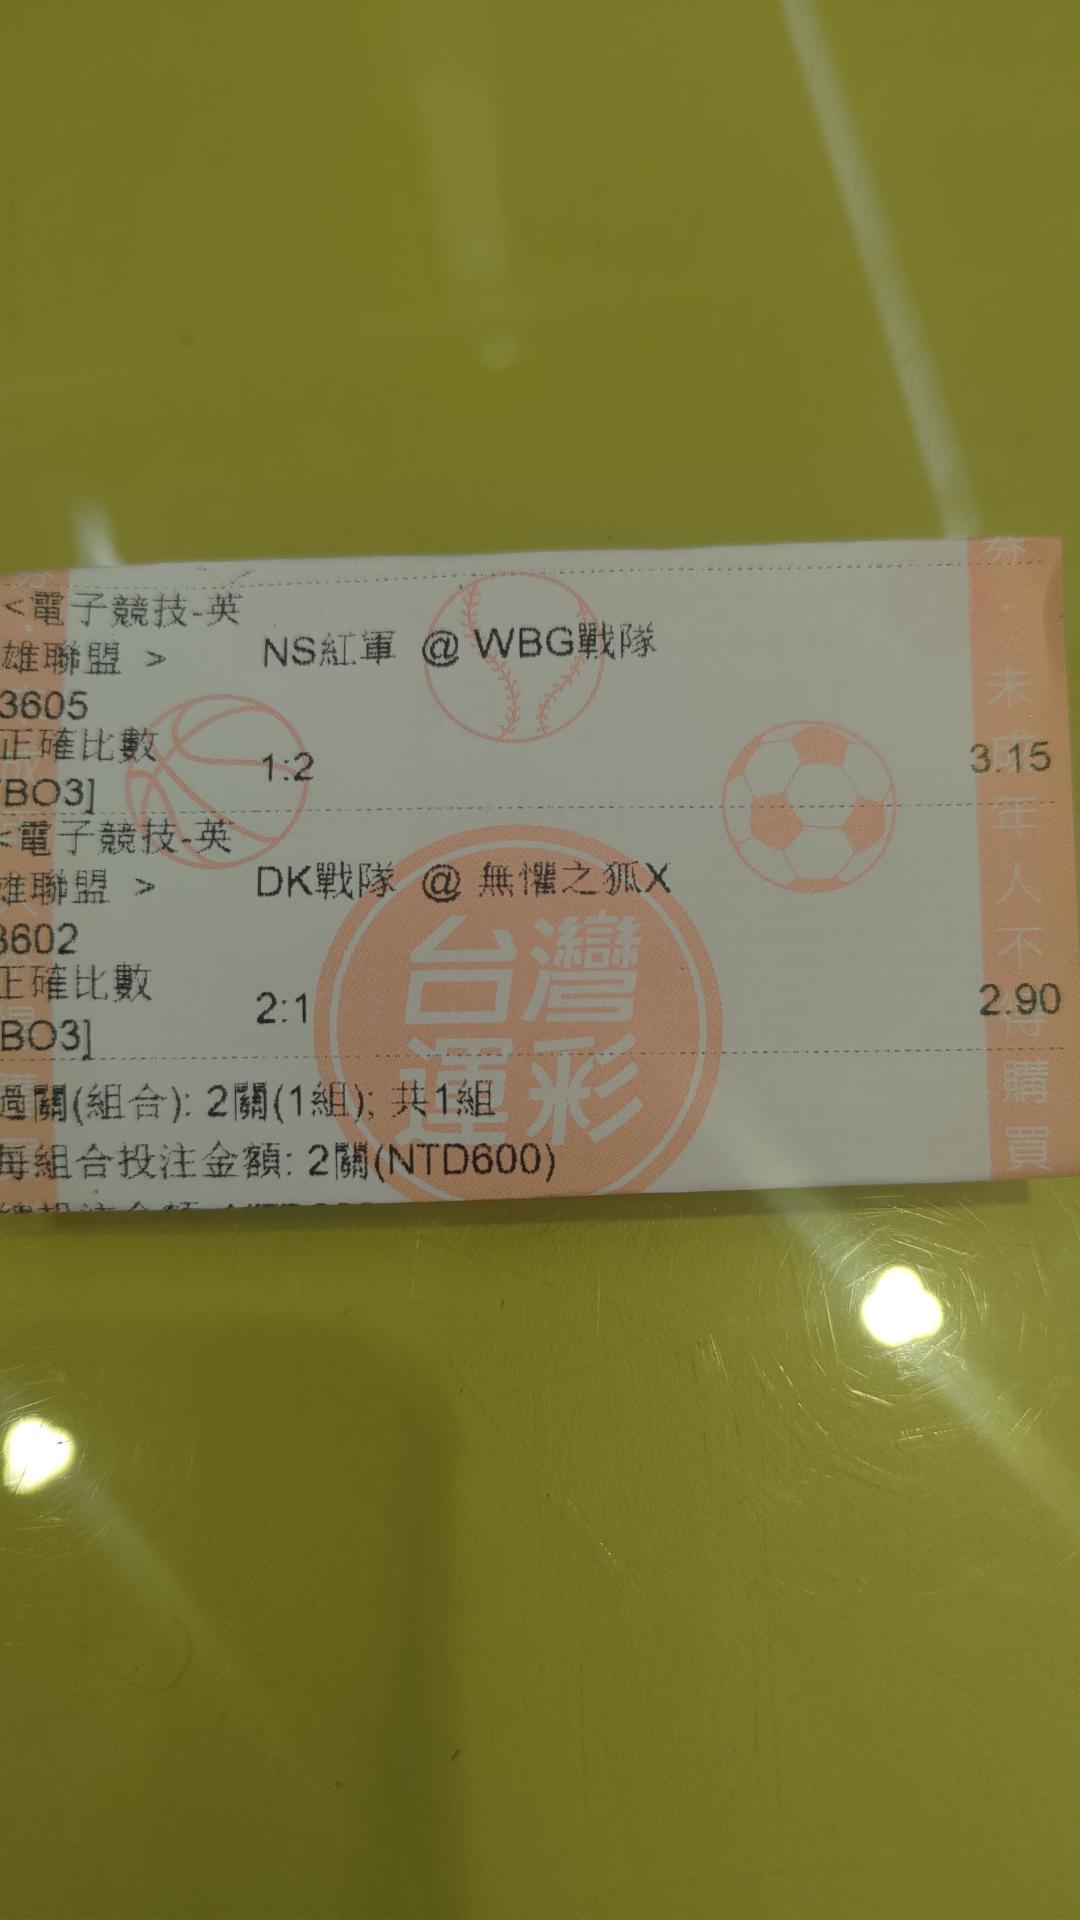 <電子競技-英
雄聯盟 > NS紅軍 @ WBG戰隊
3605
正確比數
1:2 3.15
BO3]
<電子競技-英
雄聯盟 > DK戰隊 @ 無懼之狐X
3602
正確比數
2:1 2.90
BO3]
過關(組合): 2關(1組); 共1組
每組合投注金額: 2關(NTD600)
台灣
運彩
券·未成年人不得購買